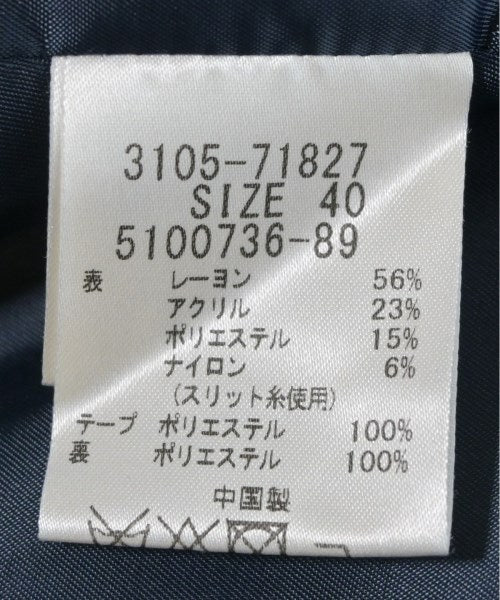 3105-71827
SIZE 40
5100736-89
表 レーヨン 56%
アクリル 23%
ポリエステル 15%
ナイロン 6%
(スリット糸使用)
テープ ポリエステル 100%
裏 ポリエステル 100%
中国製